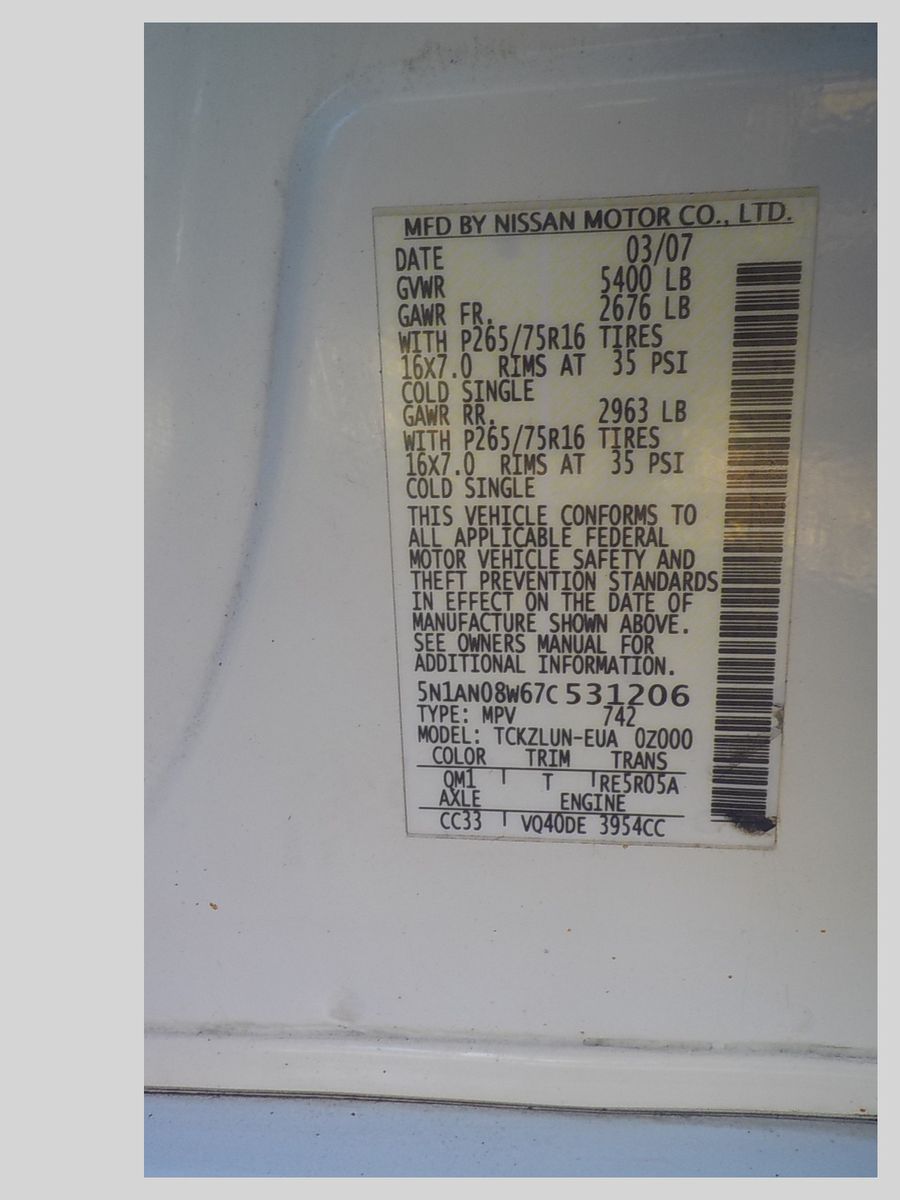 MFD BY NISSAN MOTOR CO., LTD.
DATE 03/07
GVWR 5400 LB
GAWR FR. 2676 LB
WITH P265/75R16 TIRES
16X7.0 RIMS AT 35 PSI
COLD SINGLE
GAWR RR. 2963 LB
WITH P265/75R16 TIRES
16X7.0 RIMS AT 35 PSI
COLD SINGLE
THIS VEHICLE CONFORMS TO
ALL APPLICABLE FEDERAL
MOTOR VEHICLE SAFETY AND
THEFT PREVENTION STANDARDS
IN EFFECT ON THE DATE OF
MANUFACTURE SHOWN ABOVE.
SEE OWNERS MANUAL FOR
ADDITIONAL INFORMATION.
5N1AN08W67C531206
TYPE: MPV 742
MODEL: TCKZLUN-EUA 0Z000
COLOR TRIM TRANS
QM1 T RE5R05A
AXLE ENGINE
CC33 VQ40DE 3954CC